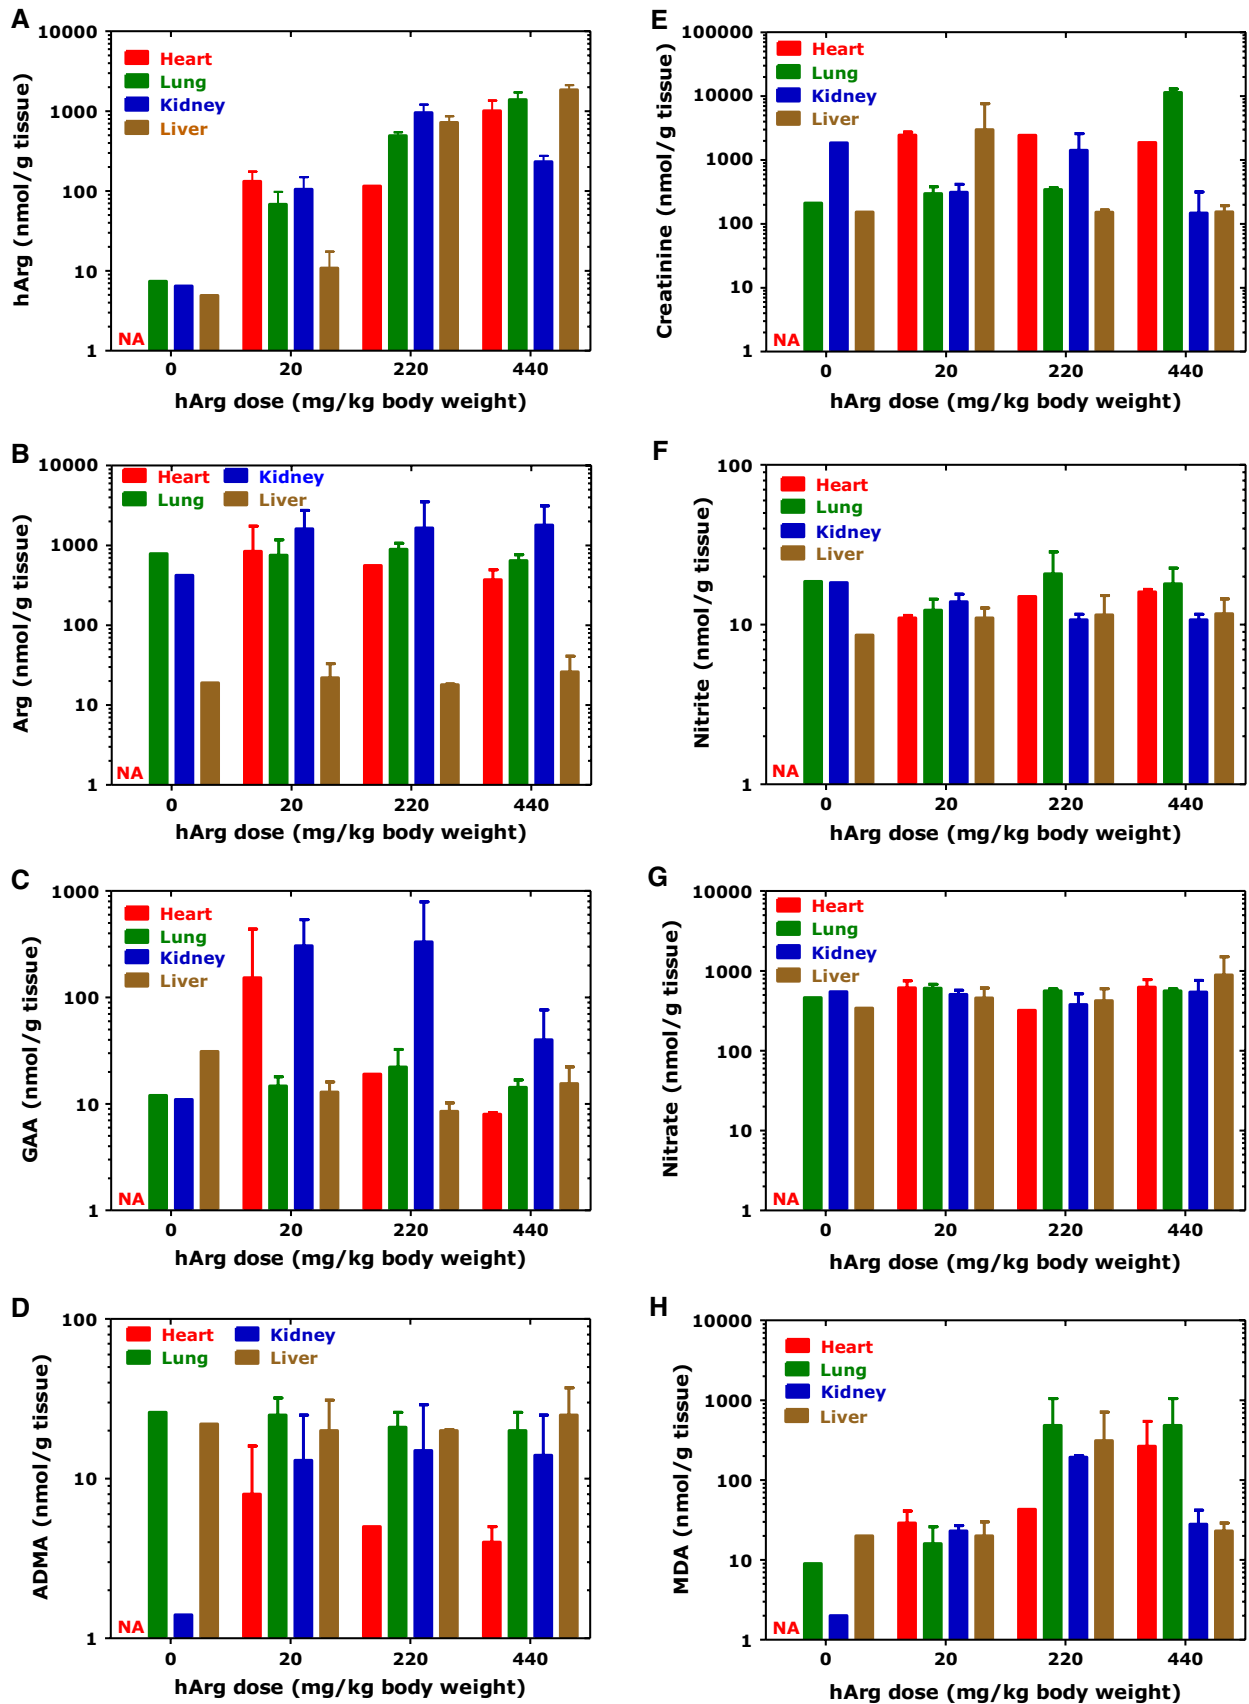 A
hArg (nmol/g tissue)
10000
1000
100
10
1
Heart
Lung
Kidney
Liver
NA
0 20 220 440
hArg dose (mg/kg body weight)
B
Arg (nmol/g tissue)
10000
1000
100
10
1
Heart Kidney
Lung Liver
NA
0 20 220 440
hArg dose (mg/kg body weight)
C
GAA (nmol/g tissue)
1000
100
10
1
Heart
Lung
Kidney
Liver
NA
0 20 220 440
hArg dose (mg/kg body weight)
D
ADMA (nmol/g tissue)
100
10
1
Heart Kidney
Lung Liver
NA
0 20 220 440
hArg dose (mg/kg body weight)
E
Creatinine (nmol/g tissue)
100000
10000
1000
100
10
1
Heart
Lung
Kidney
Liver
NA
0 20 220 440
hArg dose (mg/kg body weight)
F
Nitrite (nmol/g tissue)
100
10
1
Heart
Lung
Kidney
Liver
NA
0 20 220 440
hArg dose (mg/kg body weight)
G
Nitrate (nmol/g tissue)
10000
1000
100
10
1
Heart
Lung
Kidney
Liver
NA
0 20 220 440
hArg dose (mg/kg body weight)
H
MDA (nmol/g tissue)
10000
1000
100
10
1
Heart
Lung
Kidney
Liver
NA
0 20 220 440
hArg dose (mg/kg body weight)